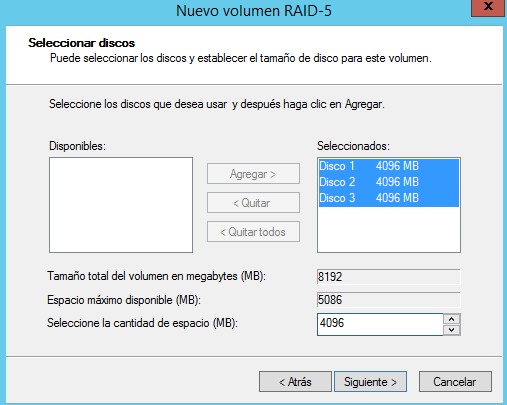 Nuevo volumen RAID-5
x
Seleccionar discos
Puede seleccionar los discos y establecer el tamaño de disco para este volumen.
Seleccione los discos que desea usar y después haga clic en Agregar.
Disponibles:
Seleccionados:
Agregar >
< Quitar
< Quitar todos
Disco 1 4096 MB
Disco 2 4096 MB
Disco 3 4096 MB
Tamaño total del volumen en megabytes (MB): 8192
Espacio máximo disponible (MB): 5086
Seleccione la cantidad de espacio (MB): 4096
< Atrás Siguiente > Cancelar